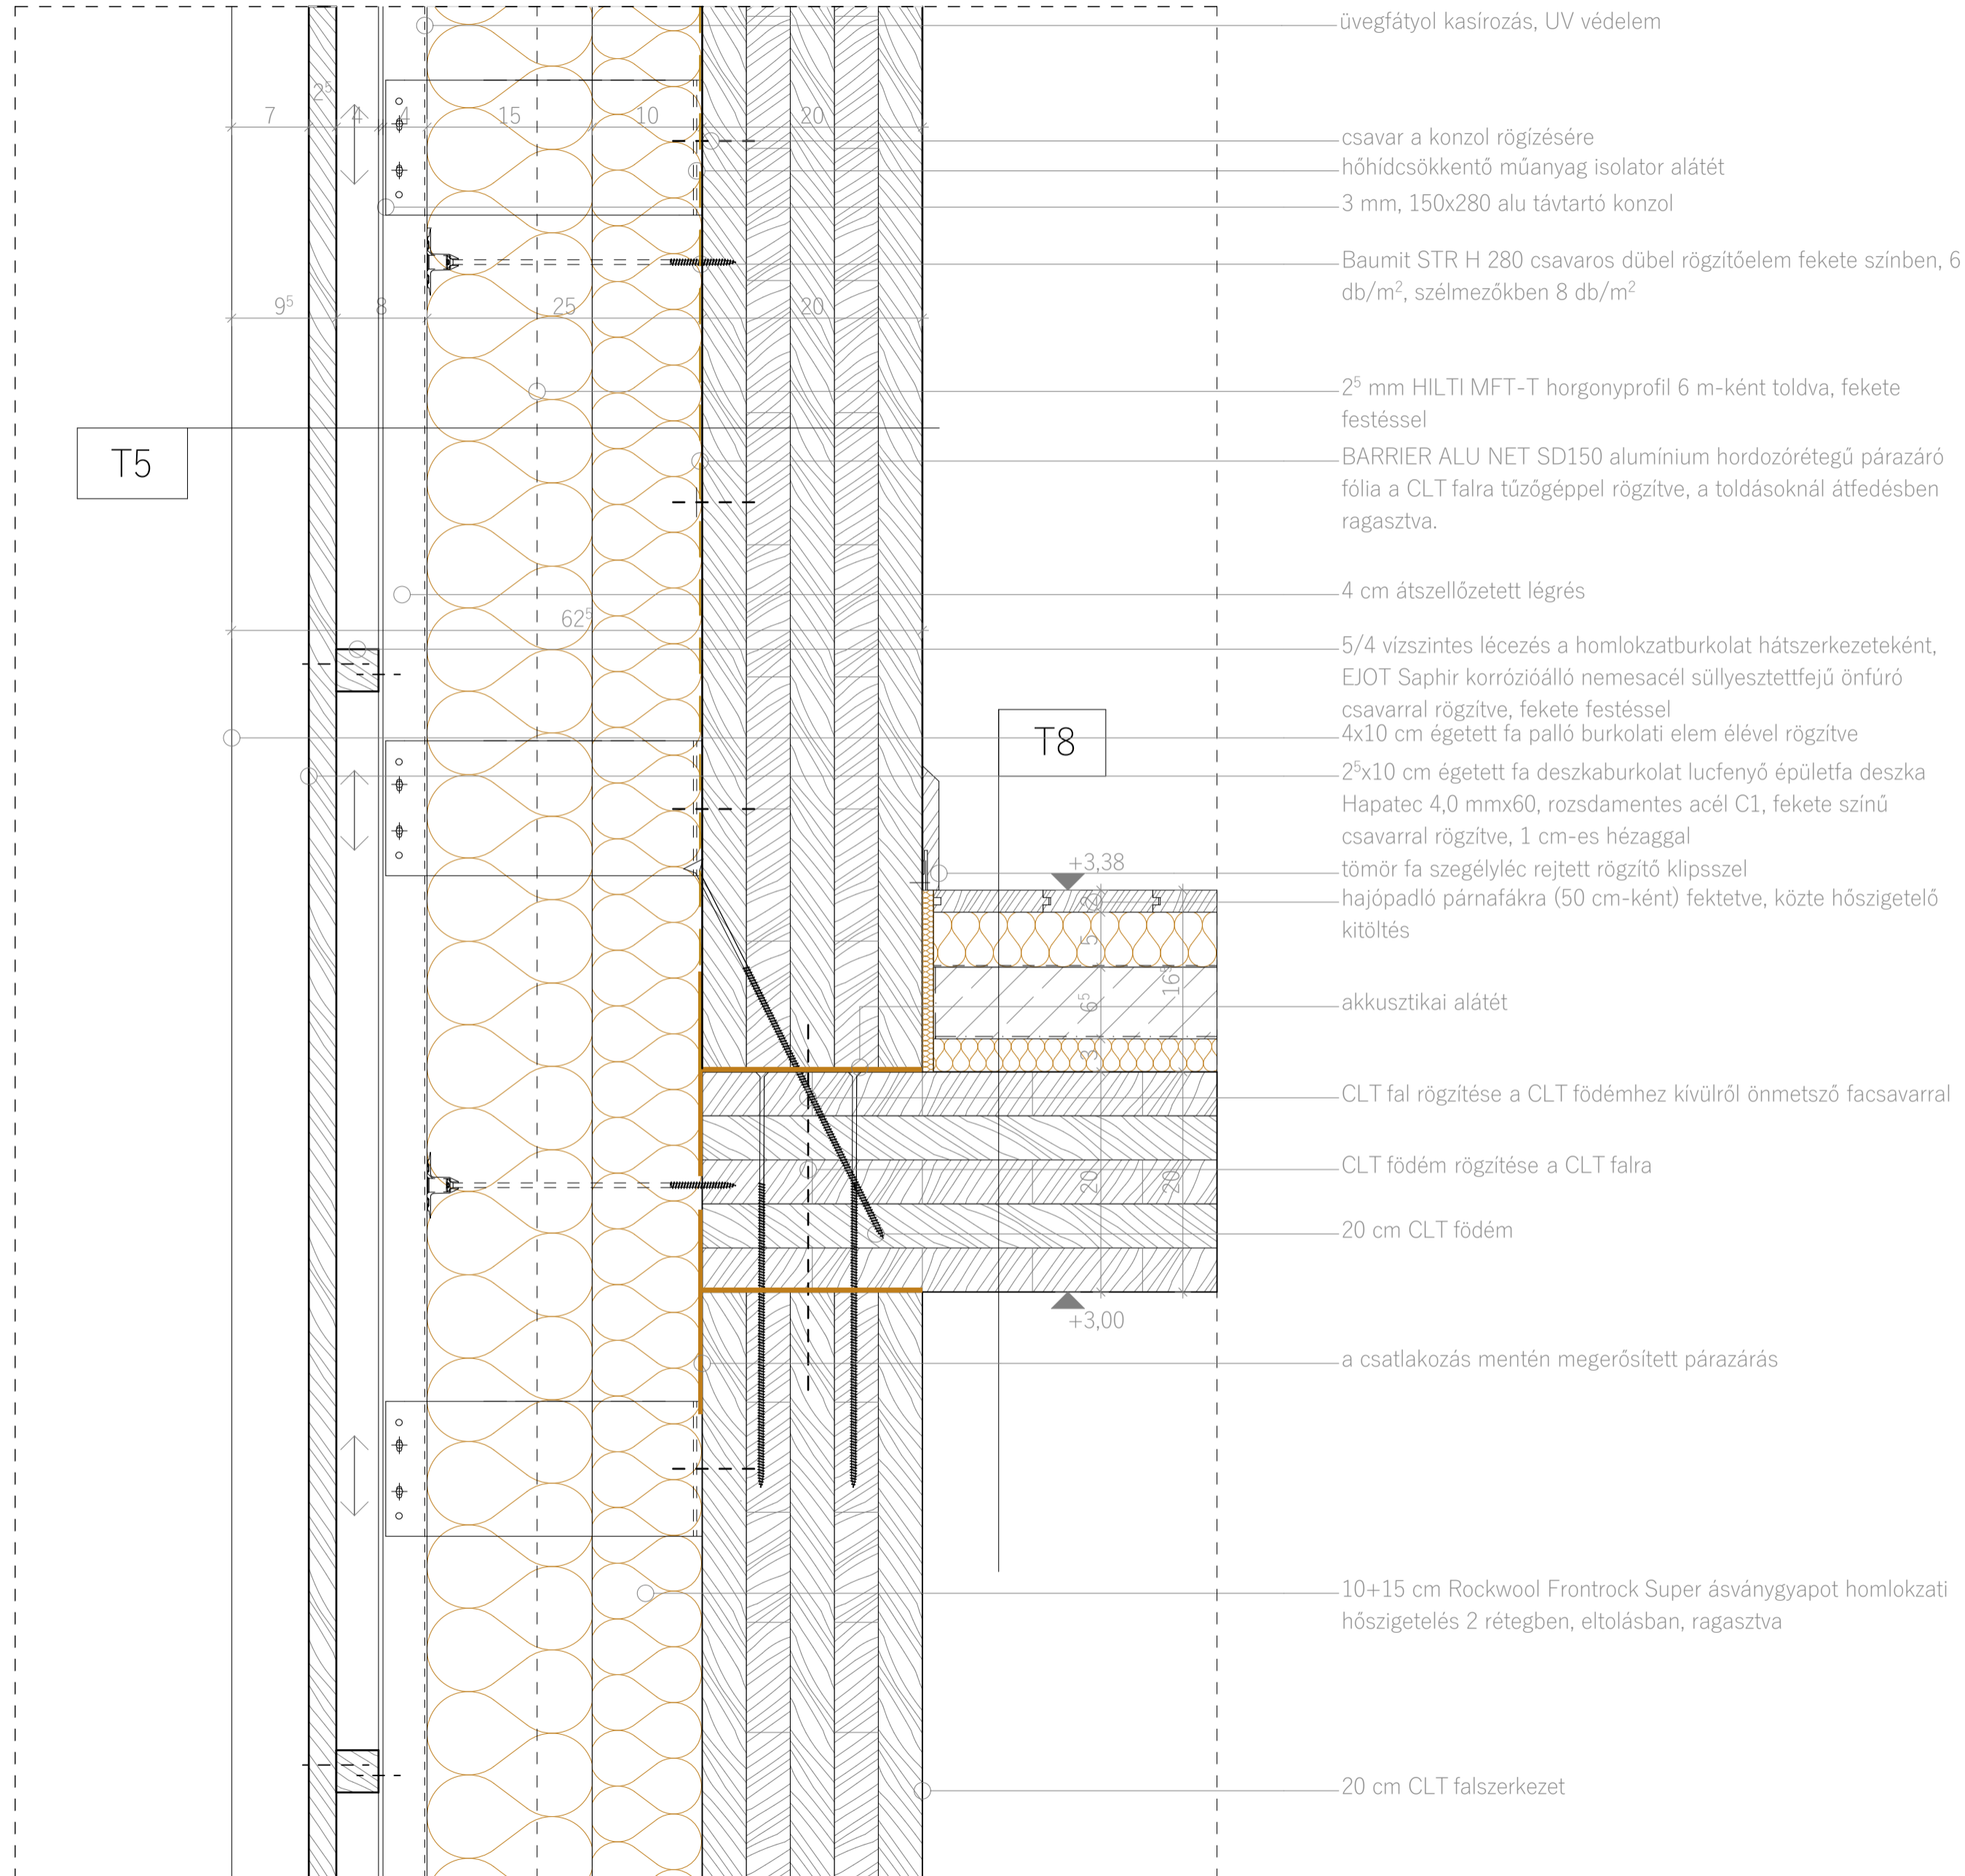 üvegfátyol kasírozás, UV védelem
2⁵
7
4
4
15
10
20
csavar a konzol rögízésére
hőhídcsökkentő műanyag isolator alátét
3 mm, 150x280 alu távtartó konzol
Baumit STR H 280 csavaros dübel rögzítőelem fekete színben, 6
db/m², szélmezőkben 8 db/m²
9⁵
8
25
20
2⁵ mm HILTI MFT-T horgonyprofil 6 m-ként toldva, fekete
festéssel
T5
BARRIER ALU NET SD150 alumínium hordozórétegű párazáró
fólia a CLT falra tűzőgéppel rögzítve, a toldásoknál átfedésben
ragasztva.
4 cm átszellőzetett légrés
62⁵
5/4 vízszintes lécezés a homlokzatburkolat hátszerkezeteként,
EJOT Saphir korrózióálló nemesacél süllyesztettfejű önfúró
csavarral rögzítve, fekete festéssel
4x10 cm égetett fa palló burkolati elem élével rögzítve
T8
2⁵x10 cm égetett fa deszkaburkolat lucfenyő épületfa deszka
Hapatec 4,0 mmx60, rozsdamentes acél C1, fekete színű
csavarral rögzítve, 1 cm-es hézaggal
+3,38
tömör fa szegélyléc rejtett rögzítő klipsszel
hajópadló párnafákra (50 cm-ként) fektetve, közte hőszigetelő
kitöltés
2
5
16⁵
6⁵
3
akkusztikai alátét
CLT fal rögzítése a CLT födémhez kívülről önmetsző facsavarral
CLT födém rögzítése a CLT falra
20
20
20 cm CLT födém
+3,00
a csatlakozás mentén megerősített párazárás
10+15 cm Rockwool Frontrock Super ásványgyapot homlokzati
hőszigetelés 2 rétegben, eltolásban, ragasztva
20 cm CLT falszerkezet